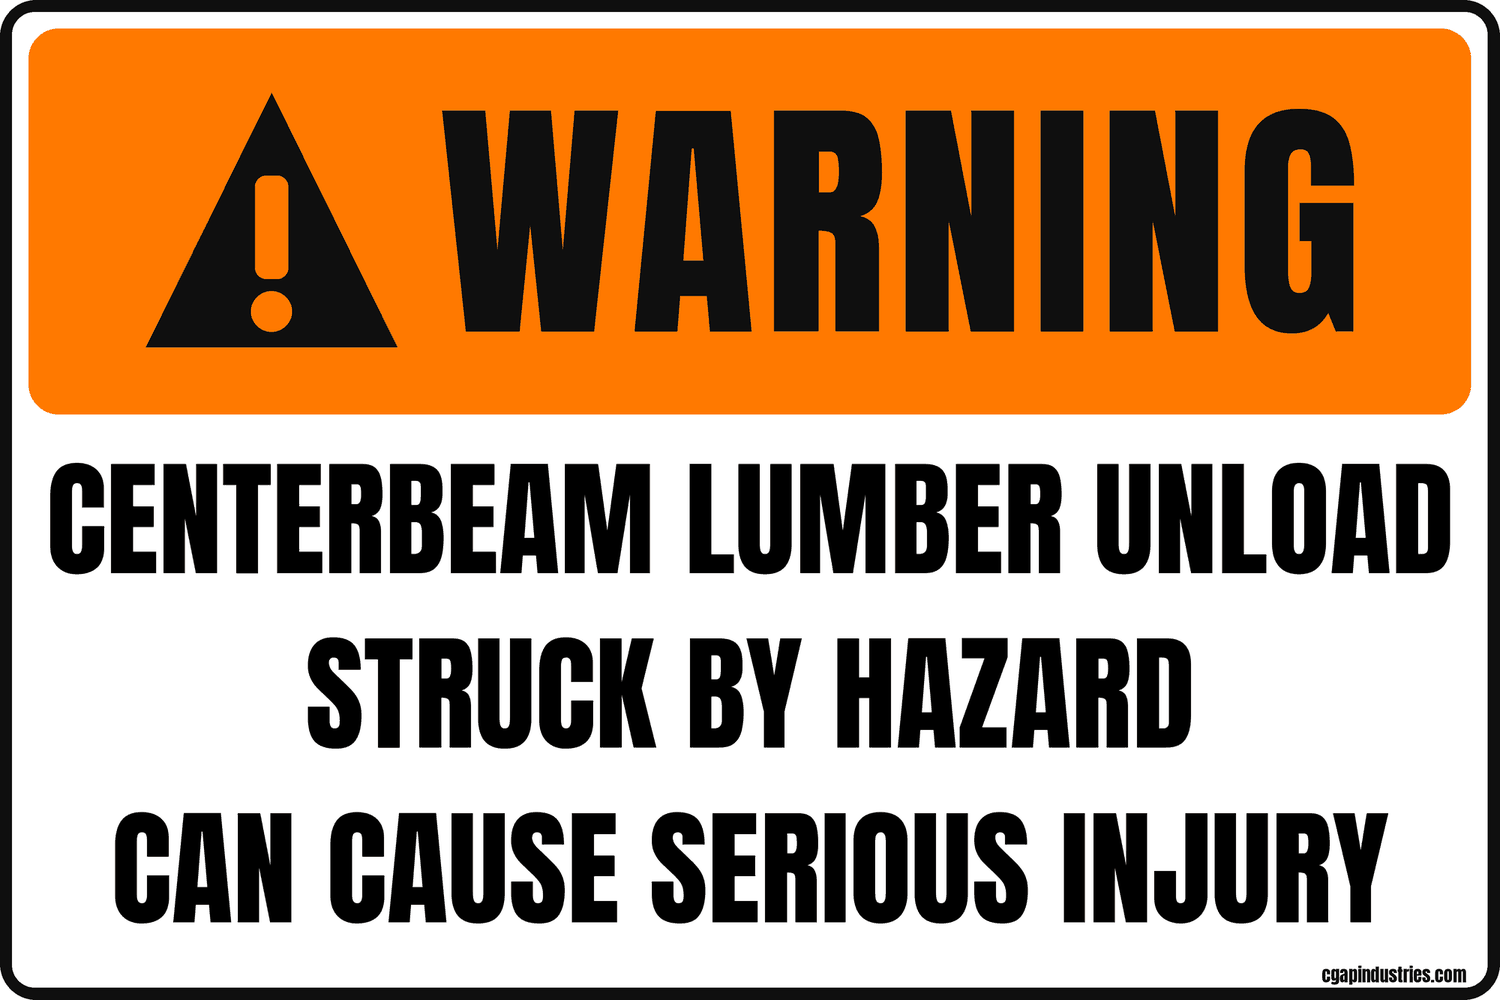 WARNING
CENTERBEAM LUMBER UNLOAD
STRUCK BY HAZARD
CAN CAUSE SERIOUS INJURY
cgapindustries.com